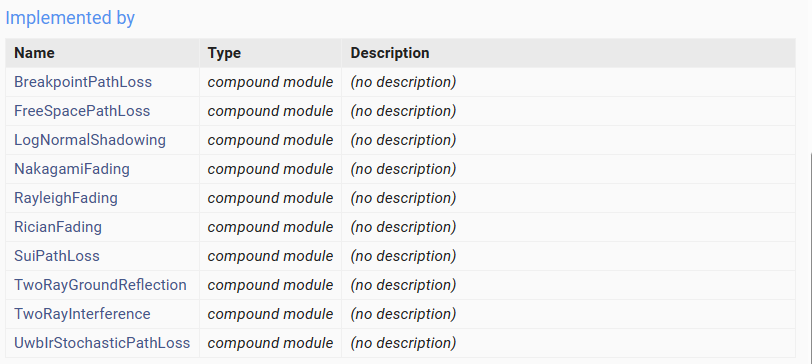 Implemented by
Name Type Description
BreakpointPathLoss compound module (no description)
FreeSpacePathLoss compound module (no description)
LogNormalShadowing compound module (no description)
NakagamiFading compound module (no description)
RayleighFading compound module (no description)
RicianFading compound module (no description)
SuiPathLoss compound module (no description)
TwoRayGroundReflection compound module (no description)
TwoRayInterference compound module (no description)
UwbIrStochasticPathLoss compound module (no description)